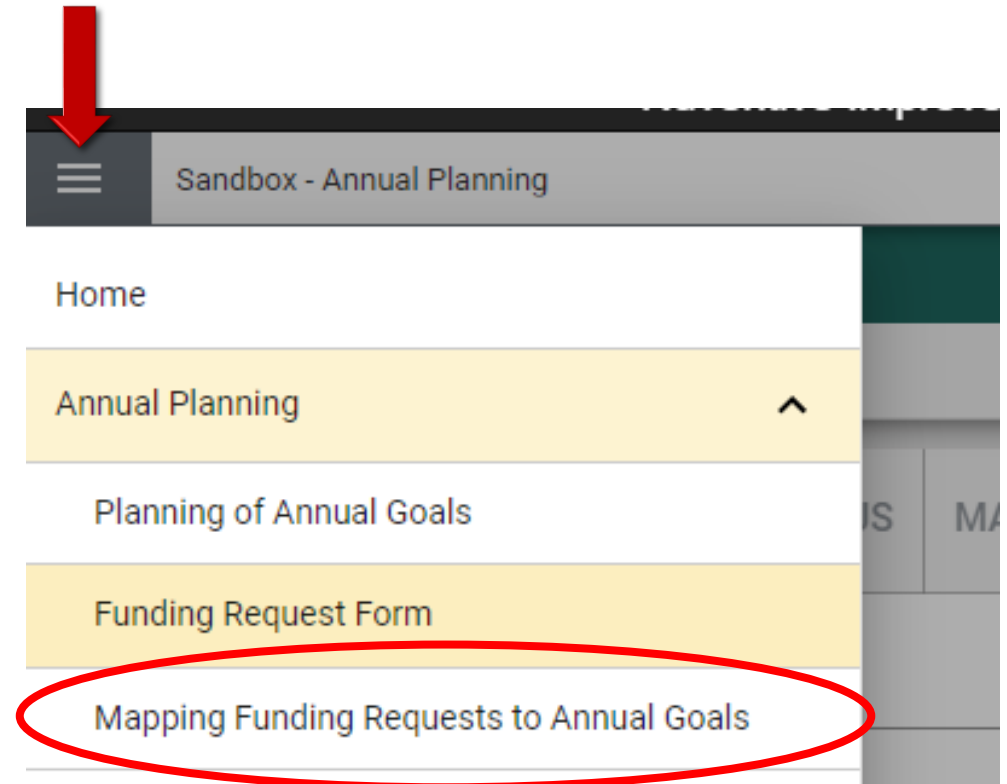 Sandbox - Annual Planning
Home
Annual Planning
Planning of Annual Goals
Funding Request Form
Mapping Funding Requests to Annual Goals